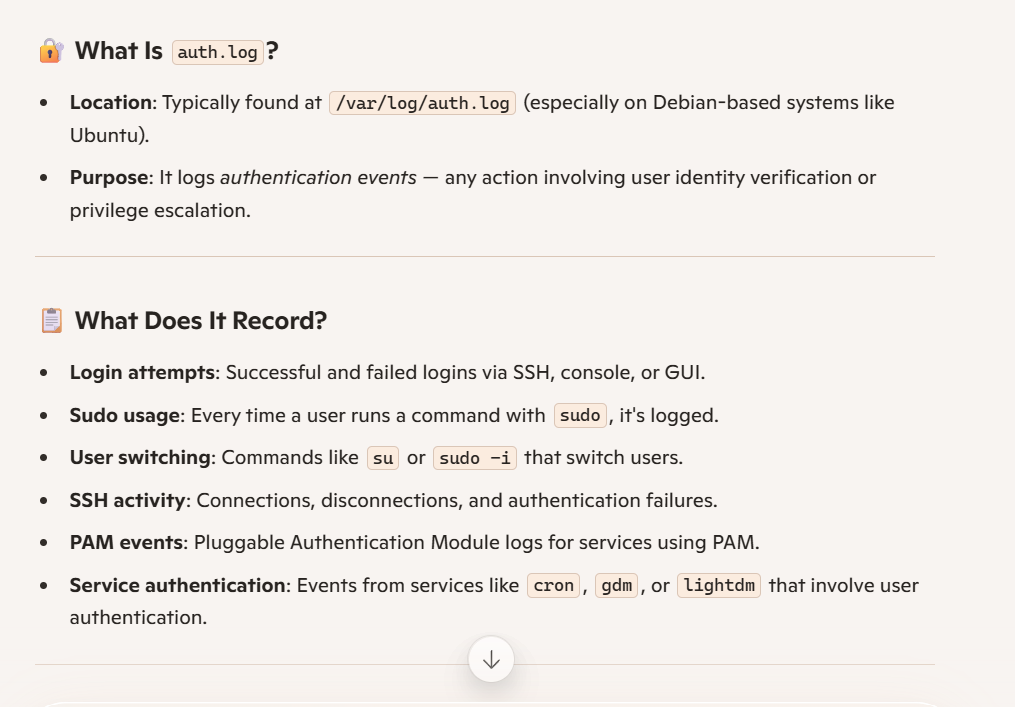 🔐 What Is auth.log?
• Location: Typically found at /var/log/auth.log (especially on Debian-based systems like
Ubuntu).
• Purpose: It logs authentication events — any action involving user identity verification or
privilege escalation.
📋 What Does It Record?
• Login attempts: Successful and failed logins via SSH, console, or GUI.
• Sudo usage: Every time a user runs a command with sudo, it's logged.
• User switching: Commands like su or sudo -i that switch users.
• SSH activity: Connections, disconnections, and authentication failures.
• PAM events: Pluggable Authentication Module logs for services using PAM.
• Service authentication: Events from services like cron, gdm, or lightdm that involve user
authentication.